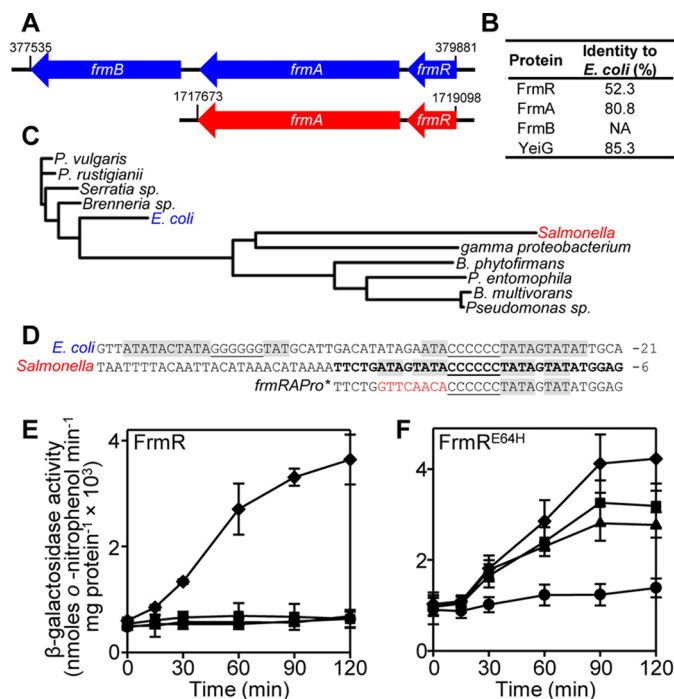 A
377535
379881
frmB
frmA
frmR
1717673
1719098
frmA
frmR
B
Protein Identity to E. coli (%)
FrmR 52.3
FrmA 80.8
FrmB NA
YeiG 85.3
C
P. vulgaris
P. rustigianii
Serratia sp.
Brenneria sp.
E. coli
Salmonella
gamma proteobacterium
B. phytofirmans
P. entomophila
B. multivorans
Pseudomonas sp.
D
E. coli GTTATATACTATAGGGGGGTATGCATTGACATATAGAATACCCCCCTATAGTATATTGCA -21
Salmonella TAATTTTACAATTACATAAACATAAAATTCTGATAGTATACCCCCCTATAGTATATGGAG -6
frmRAPro* TTCTGGTTCAACACCCCCCTATAGTATATGGAG
E
FrmR
F
FrmR^E64H
β-galactosidase activity
(nmoles o -nitrophenol min⁻¹
mg protein⁻¹ × 10³)
4
2
0
0 30 60 90 120
Time (min)
4
2
0
0 30 60 90 120
Time (min)